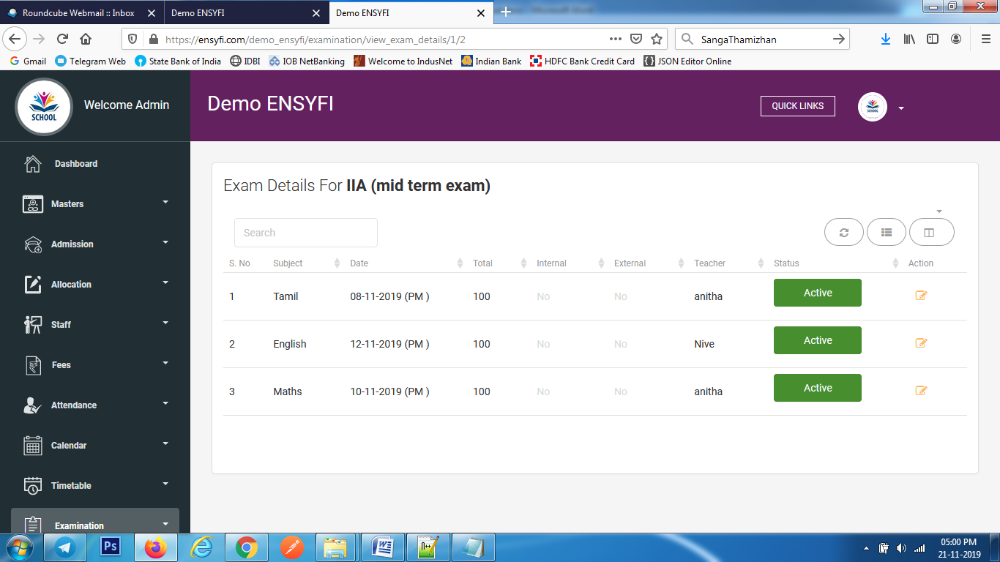 Roundcube Webmail :: Inbox
Demo ENSYFI
Demo ENSYFI
https://ensyfi.com/demo_ensyfi/examination/view_exam_details/1/2
SangaThamizhan
Gmail Telegram Web State Bank of India IDBI IOB NetBanking Welcome to IndusNet Indian Bank HDFC Bank Credit Card JSON Editor Online
SCHOOL
Welcome Admin
Demo ENSYFI
QUICK LINKS
SCHOOL
Dashboard
Masters
Admission
Allocation
Staff
Fees
Attendance
Calendar
Timetable
Examination
Exam Details For IIA (mid term exam)
Search
S. No Subject Date Total Internal External Teacher Status Action
1 Tamil 08-11-2019 (PM ) 100 No No anitha Active
2 English 12-11-2019 (PM ) 100 No No Nive Active
3 Maths 10-11-2019 (PM ) 100 No No anitha Active
Ps
W
05:00 PM
21-11-2019